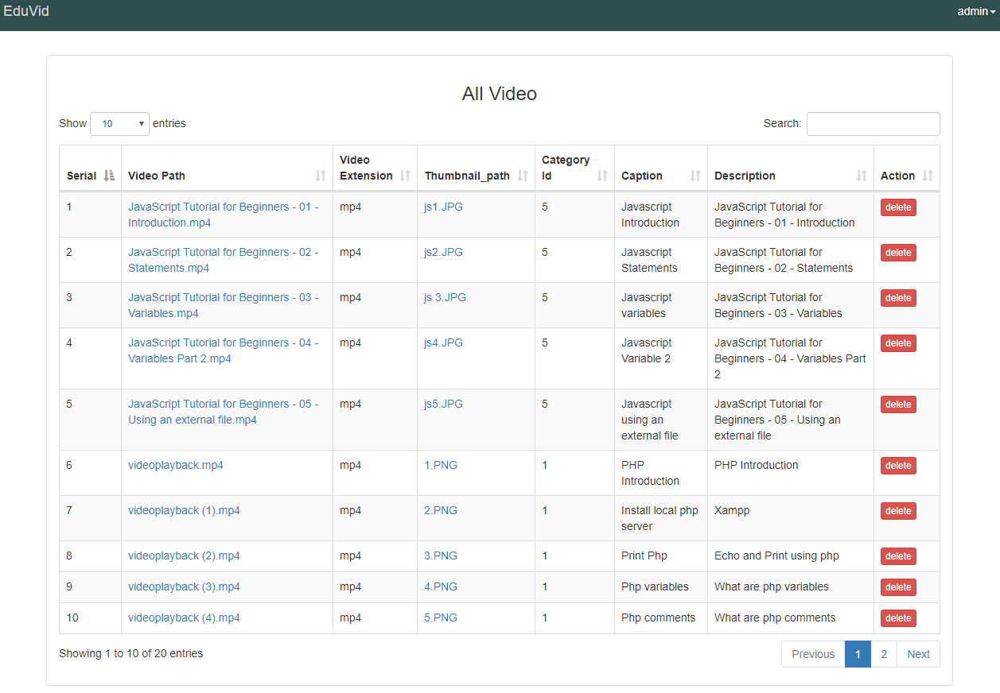 EduVid
admin
All Video
Show 10 entries
Search:
Serial Video Path Video Extension Thumbnail_path Category Id Caption Description Action
1 JavaScript Tutorial for Beginners - 01 - Introduction.mp4 mp4 js1.JPG 5 Javascript Introduction JavaScript Tutorial for Beginners - 01 - Introduction delete
2 JavaScript Tutorial for Beginners - 02 - Statements.mp4 mp4 js2.JPG 5 Javascript Statements JavaScript Tutorial for Beginners - 02 - Statements delete
3 JavaScript Tutorial for Beginners - 03 - Variables.mp4 mp4 js 3.JPG 5 Javascript variables JavaScript Tutorial for Beginners - 03 - Variables delete
4 JavaScript Tutorial for Beginners - 04 - Variables Part 2.mp4 mp4 js4.JPG 5 Javascript Variable 2 JavaScript Tutorial for Beginners - 04 - Variables Part 2 delete
5 JavaScript Tutorial for Beginners - 05 - Using an external file.mp4 mp4 js5.JPG 5 Javascript using an external file JavaScript Tutorial for Beginners - 05 - Using an external file delete
6 videoplayback.mp4 mp4 1.PNG 1 PHP Introduction PHP Introduction delete
7 videoplayback (1).mp4 mp4 2.PNG 1 Install local php server Xampp delete
8 videoplayback (2).mp4 mp4 3.PNG 1 Print Php Echo and Print using php delete
9 videoplayback (3).mp4 mp4 4.PNG 1 Php variables What are php variables delete
10 videoplayback (4).mp4 mp4 5.PNG 1 Php comments What are php comments delete
Showing 1 to 10 of 20 entries
Previous 1 2 Next